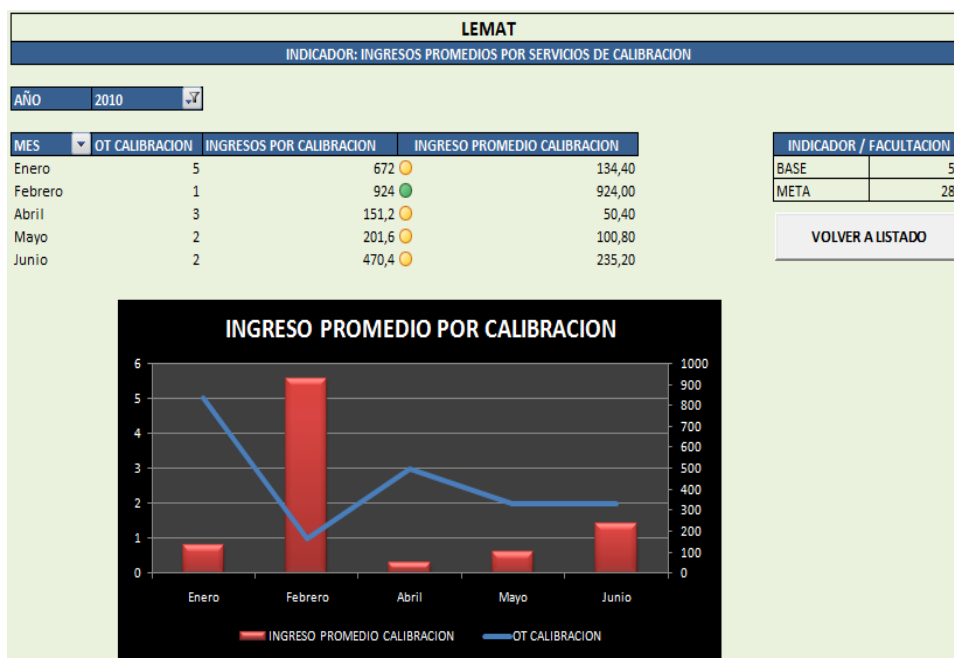 LEMAT
INDICADOR: INGRESOS PROMEDIOS POR SERVICIOS DE CALIBRACION
AÑO 2010
MES OT CALIBRACION INGRESOS POR CALIBRACION INGRESO PROMEDIO CALIBRACION
Enero 5 672 134,40
Febrero 1 924 924,00
Abril 3 151,2 50,40
Mayo 2 201,6 100,80
Junio 2 470,4 235,20
INDICADOR / FACULTACION
BASE 5
META 28
VOLVER A LISTADO
INGRESO PROMEDIO POR CALIBRACION
6 1000
900
5 800
700
4 600
3 500
400
2 300
200
1 100
0 0
Enero Febrero Abril Mayo Junio
INGRESO PROMEDIO CALIBRACION OT CALIBRACION